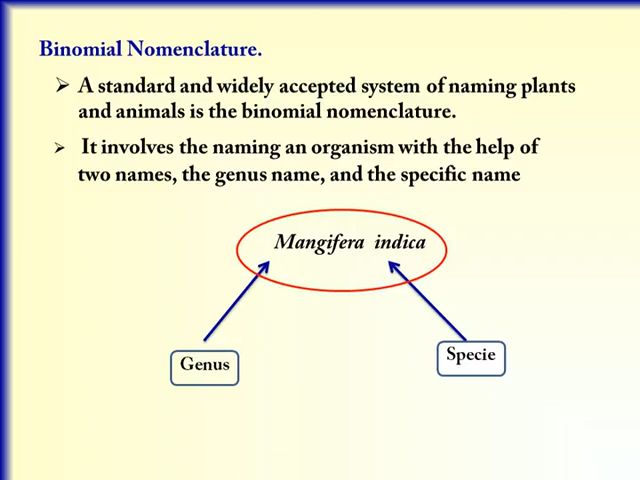 Binomial Nomenclature.
➢ A standard and widely accepted system of naming plants
and animals is the binomial nomenclature.
➢ It involves the naming an organism with the help of
two names, the genus name, and the specific name
Mangifera indica
Genus
Specie